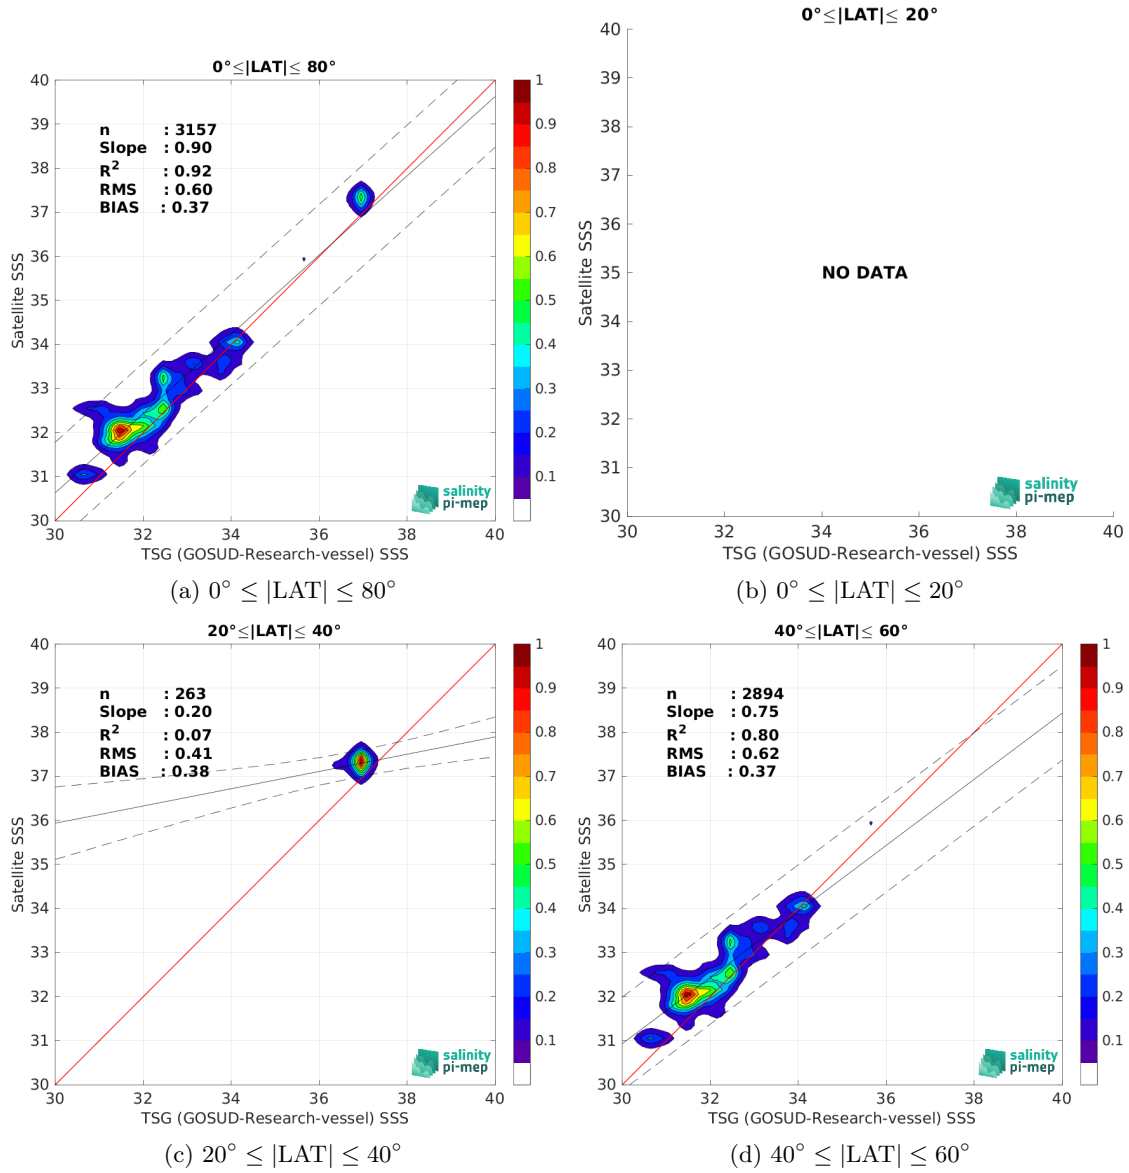 0°≤|LAT|≤ 80°
40
39
38
37
36
35
34
33
32
31
30
Satellite SSS
n : 3157
Slope : 0.90
R² : 0.92
RMS : 0.60
BIAS : 0.37
1
0.9
0.8
0.7
0.6
0.5
0.4
0.3
0.2
0.1
salinity
pi-mep
30 32 34 36 38 40
TSG (GOSUD-Research-vessel) SSS
(a) 0° ≤ |LAT| ≤ 80°
0°≤|LAT|≤ 20°
40
39
38
37
36
35
34
33
32
31
30
Satellite SSS
NO DATA
salinity
pi-mep
30 32 34 36 38 40
TSG (GOSUD-Research-vessel) SSS
(b) 0° ≤ |LAT| ≤ 20°
20°≤|LAT|≤ 40°
40
39
38
37
36
35
34
33
32
31
30
Satellite SSS
n : 263
Slope : 0.20
R² : 0.07
RMS : 0.41
BIAS : 0.38
1
0.9
0.8
0.7
0.6
0.5
0.4
0.3
0.2
0.1
salinity
pi-mep
30 32 34 36 38 40
TSG (GOSUD-Research-vessel) SSS
(c) 20° ≤ |LAT| ≤ 40°
40°≤|LAT|≤ 60°
40
39
38
37
36
35
34
33
32
31
30
Satellite SSS
n : 2894
Slope : 0.75
R² : 0.80
RMS : 0.62
BIAS : 0.37
1
0.9
0.8
0.7
0.6
0.5
0.4
0.3
0.2
0.1
salinity
pi-mep
30 32 34 36 38 40
TSG (GOSUD-Research-vessel) SSS
(d) 40° ≤ |LAT| ≤ 60°